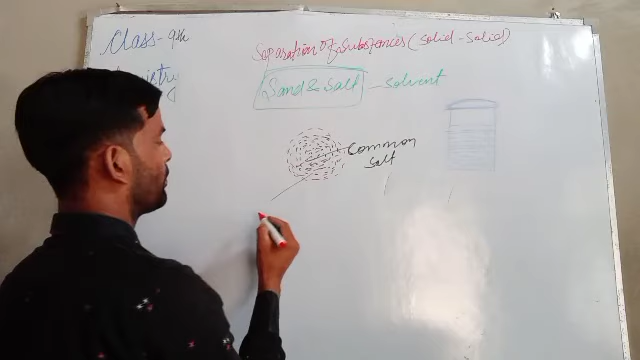 Class-9th
Separation of Substances (Solid-Solid)
Sand & Salt - Solvent
Common
Salt